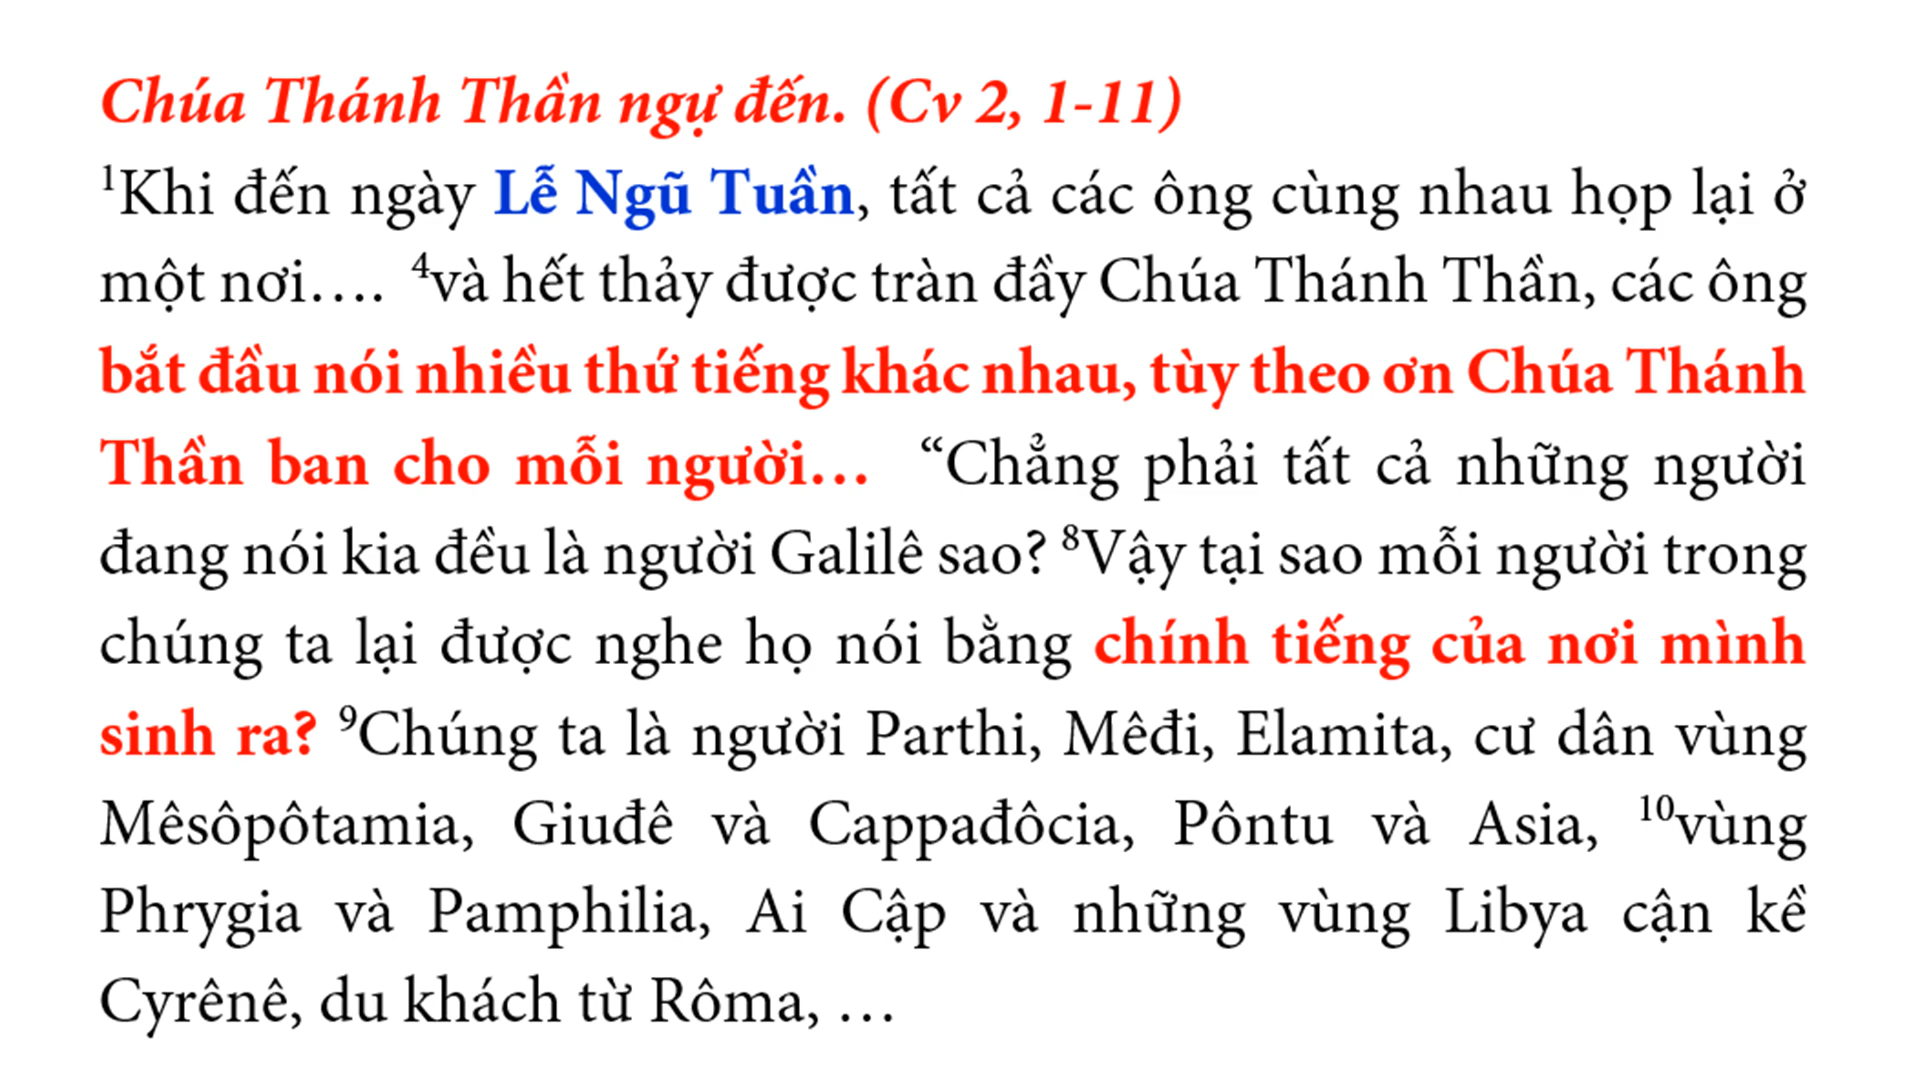 Chúa Thánh Thần ngự đến. (Cv 2, 1-11)
¹Khi đến ngày Lễ Ngũ Tuần, tất cả các ông cùng nhau họp lại ở
một nơi…. ⁴và hết thảy được tràn đầy Chúa Thánh Thần, các ông
bắt đầu nói nhiều thứ tiếng khác nhau, tùy theo ơn Chúa Thánh
Thần ban cho mỗi người… “Chẳng phải tất cả những người
đang nói kia đều là người Galilê sao? ⁸Vậy tại sao mỗi người trong
chúng ta lại được nghe họ nói bằng chính tiếng của nơi mình
sinh ra? ⁹Chúng ta là người Parthi, Mêđi, Elamita, cư dân vùng
Mêsôpôtamia, Giuđê và Cappađôcia, Pôntu và Asia, ¹⁰vùng
Phrygia và Pamphilia, Ai Cập và những vùng Libya cận kề
Cyrênê, du khách từ Rôma, …